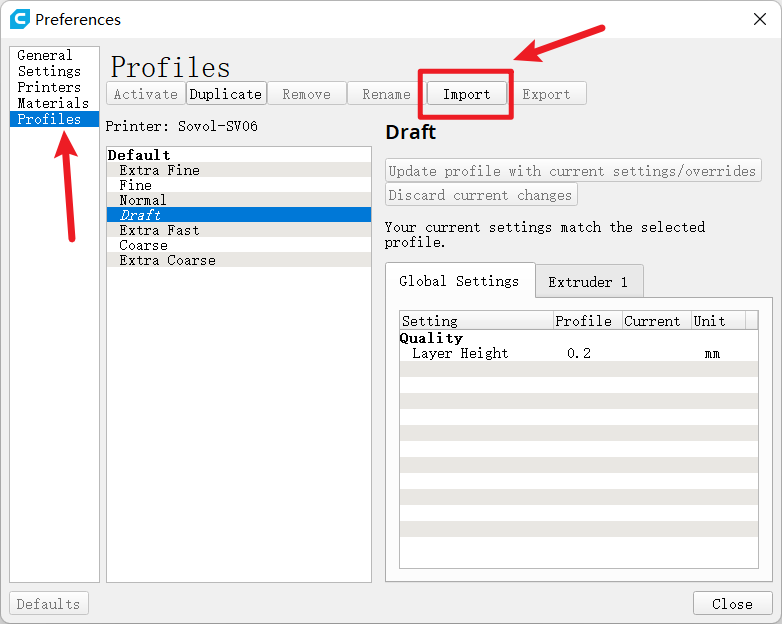 Preferences
General
Settings
Printers
Materials
Profiles
Profiles
Activate Duplicate Remove Rename Import Export
Printer: Sovol-SV06
Default
Extra Fine
Fine
Normal
Draft
Extra Fast
Coarse
Extra Coarse
Draft
Update profile with current settings/overrides
Discard current changes
Your current settings match the selected
profile.
Global Settings Extruder 1
Setting Profile Current Unit
Quality
Layer Height 0.2 mm
Defaults Close